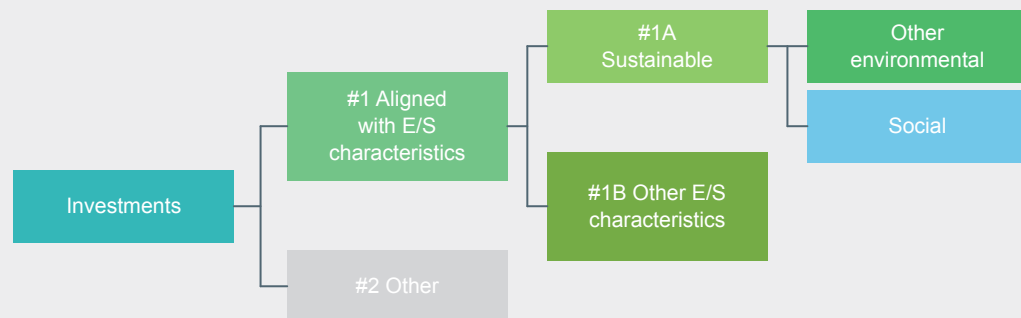 Investments
#1 Aligned
with E/S
characteristics
#2 Other
#1A
Sustainable
#1B Other E/S
characteristics
Other
environmental
Social